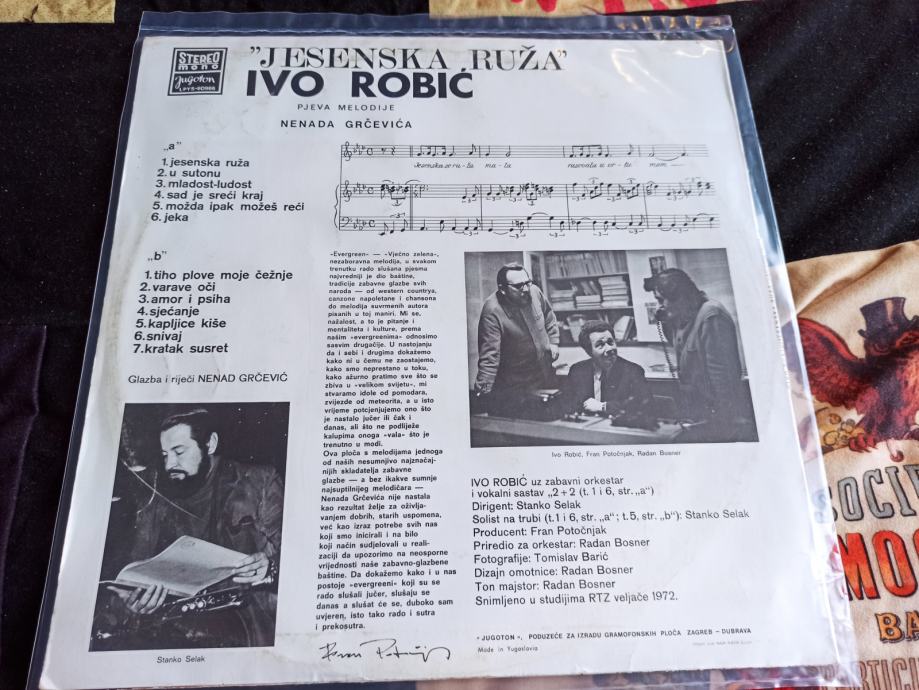 STEREO
mono
Jugoton
LPYS-60986
"JESENSKA RUŽA"
IVO ROBIĆ
PJEVA MELODIJE
NENADA GRČEVIĆA
„a"
1. jesenska ruža
2. u sutonu
3. mladost-ludost
4. sad je sreći kraj
5. možda ipak možeš reći
6. jeka
„b"
1. tiho plove moje čežnje
2. varave oči
3. amor i psiha
4. sjećanje
5. kapljice kiše
6. snivaj
7. kratak susret
Glazba i riječi NENAD GRČEVIĆ
Stanko Selak
»Evergreen« — »Vječno zelena«,
nezaboravna melodija, u svakom
trenutku rado slušana pjesma
najvredniji je dio baštine,
tradicije zabavne glazbe svih
naroda — od western countrya,
canzone napoletane i chansona
do melodija suvrmenih autora
pisanih u toj maniri. Mi se,
nažalost, a to je pitanje i
mentaliteta i kulture, prema
našim »evergreenima« odnosimo
sasvim drugačije. U nastojanju
da i sebi i drugima dokažemo
kako ni u čemu ne zaostajemo,
kako smo neprestano u toku,
kako ažurno pratimo sve što se
zbiva u »velikom svijetu«, mi
stvaramo idole od pomodara,
zvijezde od meteorita, a u isto
vrijeme potcjenjujemo ono što
je nastalo jučer ili čak i
danas, ali što ne podliježe
kalupima onoga »vala« što je
trenutno u modi.
Ova ploča s melodijama jednoga
od naših nesumnjivo najznačaj-
nijih skladatelja zabavne
glazbe — a bez ikakve sumnje
najsuptilnijeg melodičara —
Nenada Grčevića nije nastala
kao rezultat želje za oživlja-
vanjem dobrih, starih uspomena,
već kao izraz potrebe svih nas
koji smo inicirali i na bilo
koji način sudjelovali u reali-
zaciji da upozorimo na neosporne
vrijednosti naše zabavno-glazbene
baštine. Da dokažemo kako i u nas
postoje »evergreeni« koji su se
rado slušali jučer, slušaju se
danas a slušat će se, duboko sam
uvjeren, isto tako rado i sutra
i prekosutra.
Ivo Robić, Fran Potočnjak, Radan Bosner
IVO ROBIĆ uz zabavni orkestar
i vokalni sastav „2+2 (t. 1 i 6, str. „a")
Dirigent: Stanko Selak
Solist na trubi (t. 1 i 6, str. „a"; t. 5, str. „b"): Stanko Selak
Producent: Fran Potočnjak
Priredio za orkestar: Radan Bosner
Fotografije: Tomislav Barić
Dizajn omotnice: Radan Bosner
Ton majstor: Radan Bosner
Snimljeno u studijima RTZ veljače 1972.
»JUGOTON«, PODUZEĆE ZA IZRADU GRAMOFONSKIH PLOČA ZAGREB - DUBRAVA
Made in Yugoslavia
SOCIE
MOG
BA
PARTICI